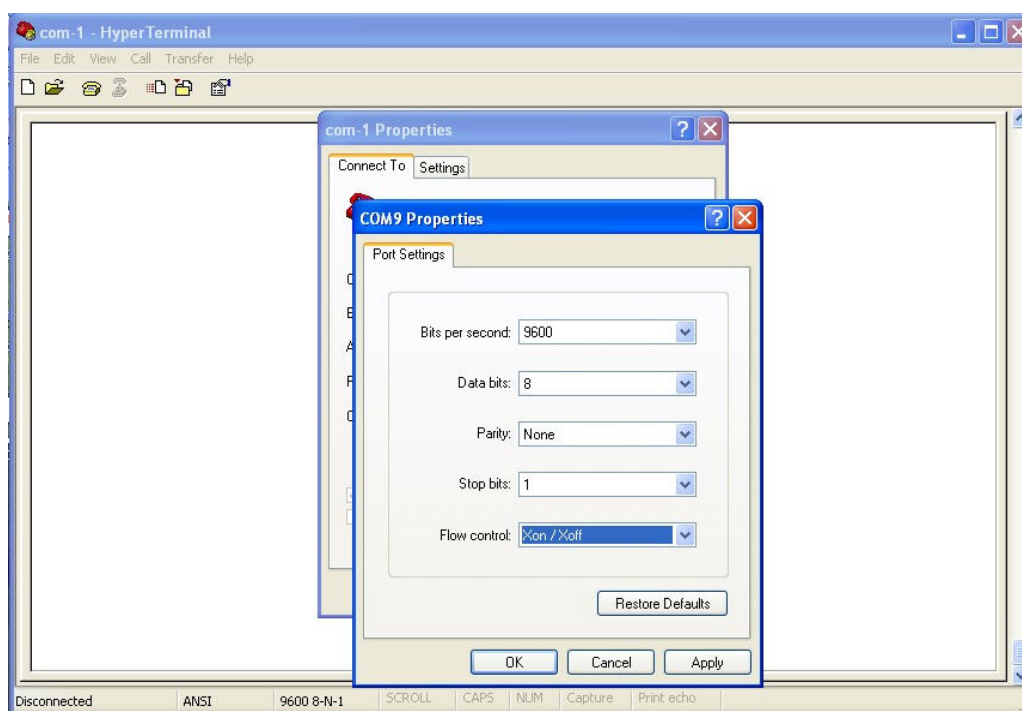 com-1 - HyperTerminal
File Edit View Call Transfer Help
com-1 Properties
Connect To Settings
COM9 Properties
Port Settings
Bits per second: 9600
Data bits: 8
Parity: None
Stop bits: 1
Flow control: Xon / Xoff
Restore Defaults
OK Cancel Apply
Disconnected ANSI 9600 8-N-1 SCROLL CAPS NUM Capture Print echo